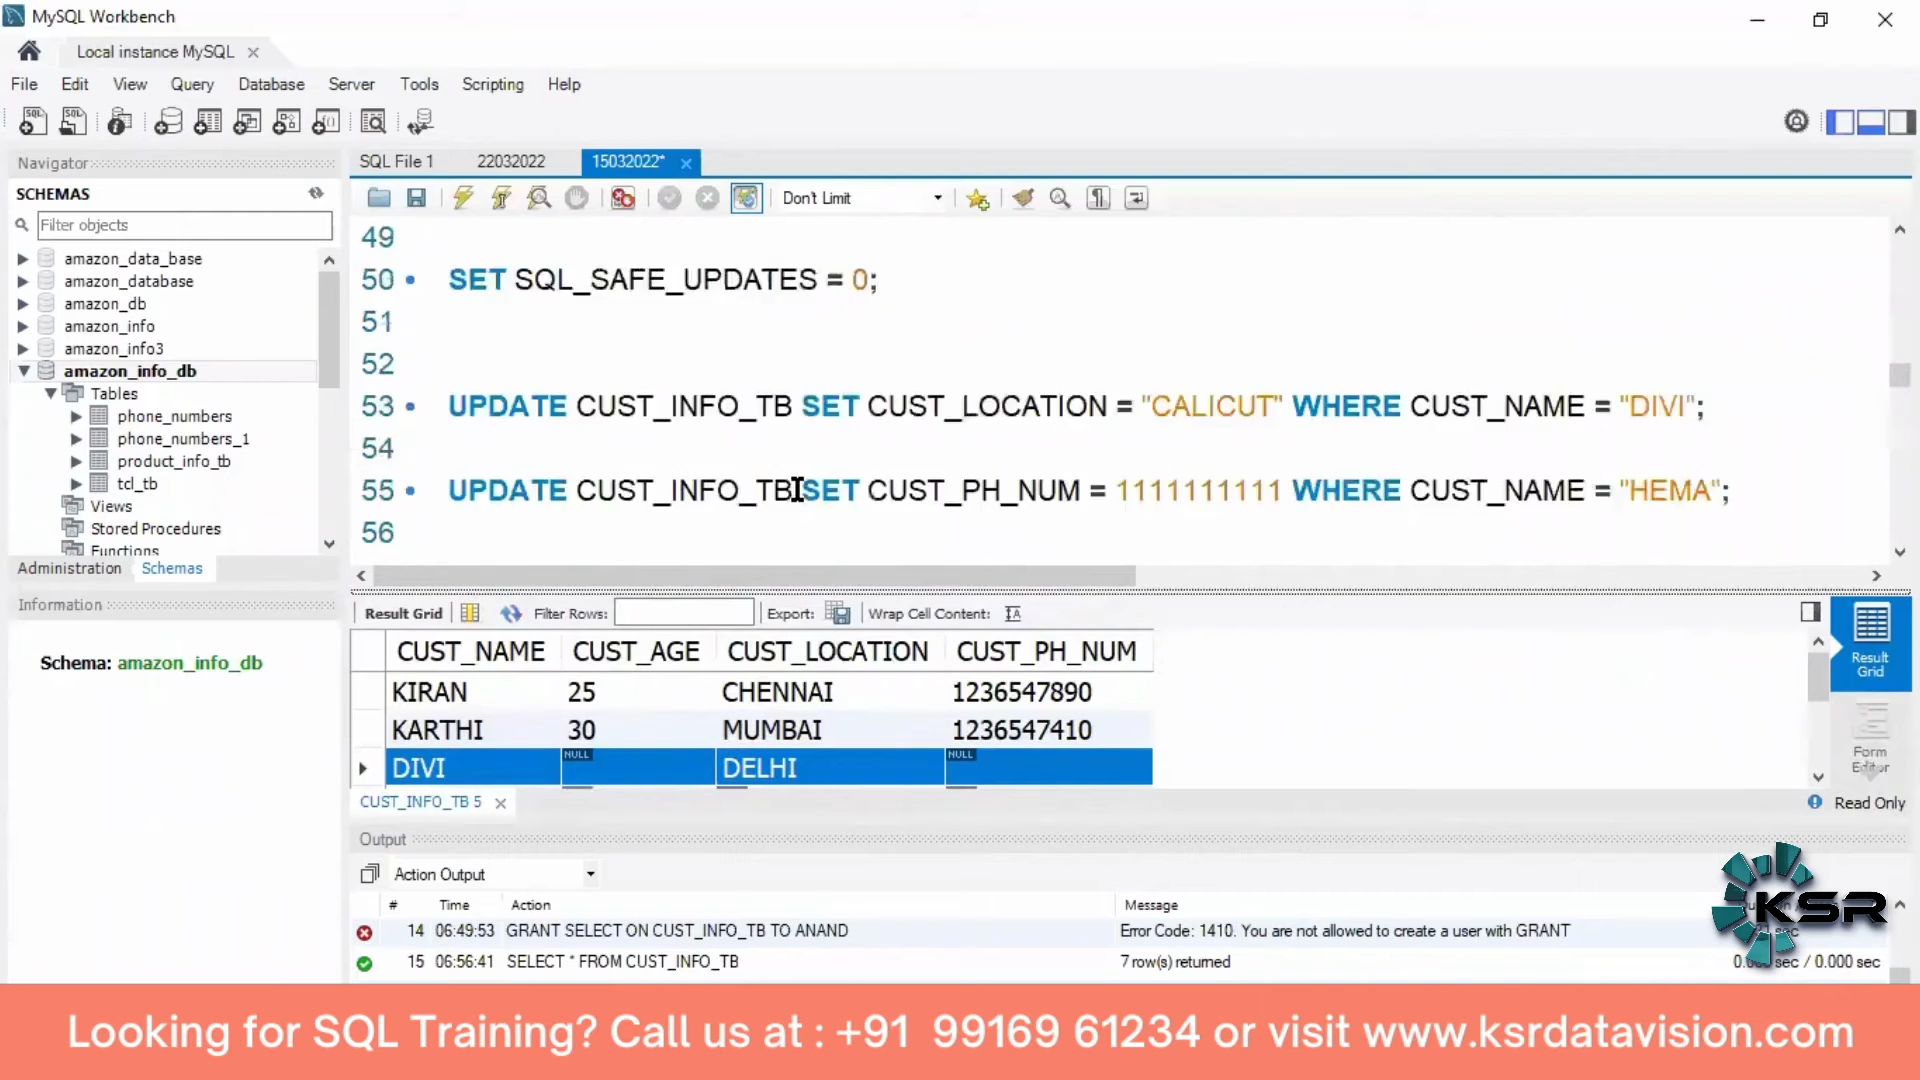 MySQL Workbench
Local instance MySQL
File Edit View Query Database Server Tools Scripting Help
Navigator
SQL File 1 22032022 15032022*
SCHEMAS
Don't Limit
Filter objects
amazon_data_base
amazon_database
amazon_db
amazon_info
amazon_info3
amazon_info_db
Tables
phone_numbers
phone_numbers_1
product_info_tb
tcl_tb
Views
Stored Procedures
Functions
Administration Schemas
Information
Schema: amazon_info_db
49
50 SET SQL_SAFE_UPDATES = 0;
51
52
53 UPDATE CUST_INFO_TB SET CUST_LOCATION = "CALICUT" WHERE CUST_NAME = "DIVI";
54
55 UPDATE CUST_INFO_TB SET CUST_PH_NUM = 1111111111 WHERE CUST_NAME = "HEMA";
56
Result Grid Filter Rows: Export: Wrap Cell Content:
CUST_NAME CUST_AGE CUST_LOCATION CUST_PH_NUM
KIRAN 25 CHENNAI 1236547890
KARTHI 30 MUMBAI 1236547410
DIVI NULL DELHI NULL
Result
Grid
Form
Editor
CUST_INFO_TB 5
Read Only
Output
Action Output
# Time Action Message
14 06:49:53 GRANT SELECT ON CUST_INFO_TB TO ANAND Error Code: 1410. You are not allowed to create a user with GRANT
15 06:56:41 SELECT * FROM CUST_INFO_TB 7 row(s) returned sec / 0.000 sec
KSR
Looking for SQL Training? Call us at : +91 99169 61234 or visit www.ksrdatavision.com